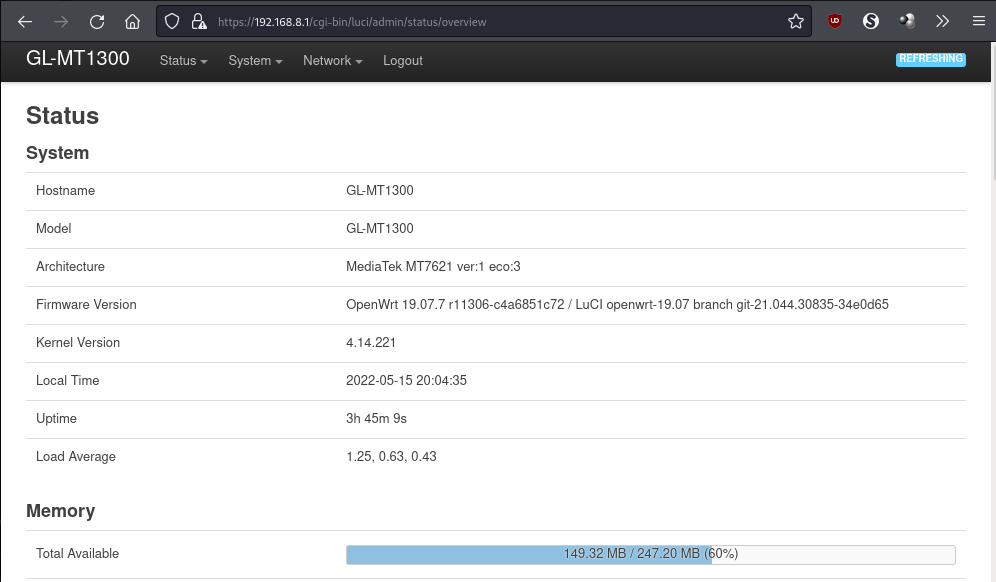 https://192.168.8.1/cgi-bin/luci/admin/status/overview
GL-MT1300 Status System Network Logout REFRESHING
Status
System
Hostname GL-MT1300
Model GL-MT1300
Architecture MediaTek MT7621 ver:1 eco:3
Firmware Version OpenWrt 19.07.7 r11306-c4a6851c72 / LuCI openwrt-19.07 branch git-21.044.30835-34e0d65
Kernel Version 4.14.221
Local Time 2022-05-15 20:04:35
Uptime 3h 45m 9s
Load Average 1.25, 0.63, 0.43
Memory
Total Available 149.32 MB / 247.20 MB (60%)